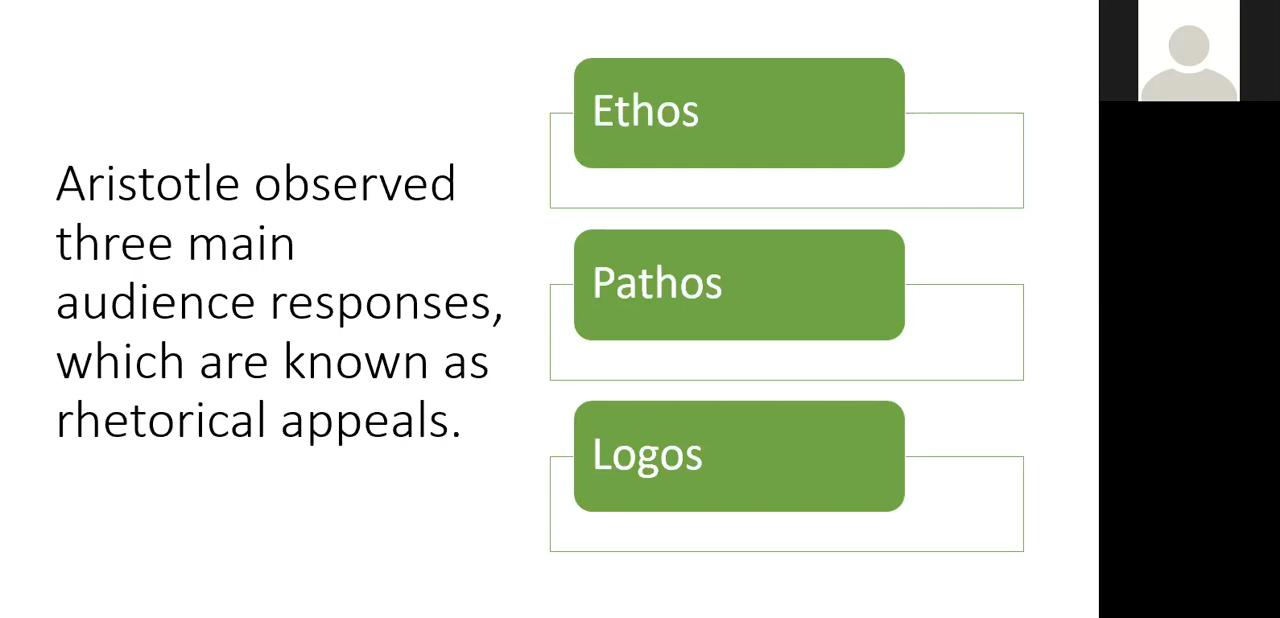 Aristotle observed
three main
audience responses,
which are known as
rhetorical appeals.
Ethos
Pathos
Logos